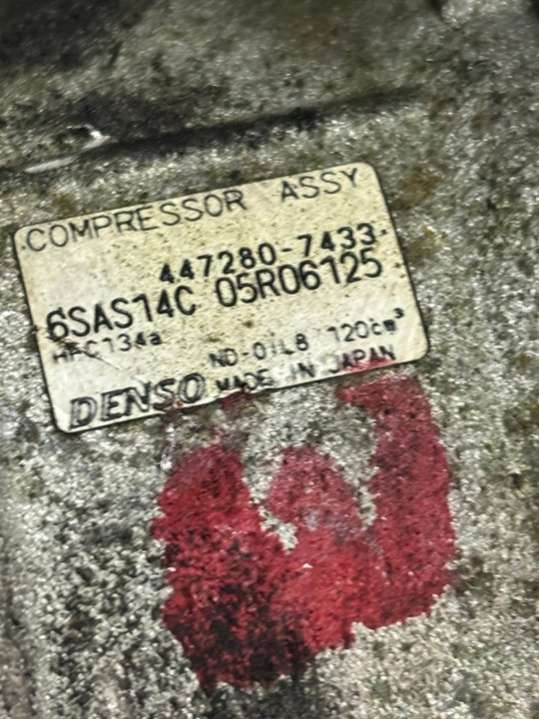 COMPRESSOR ASSY
447280-7433
6SAS14C 05R06125
HFC134a ND-OIL8 120cm³
DENSO MADE IN JAPAN